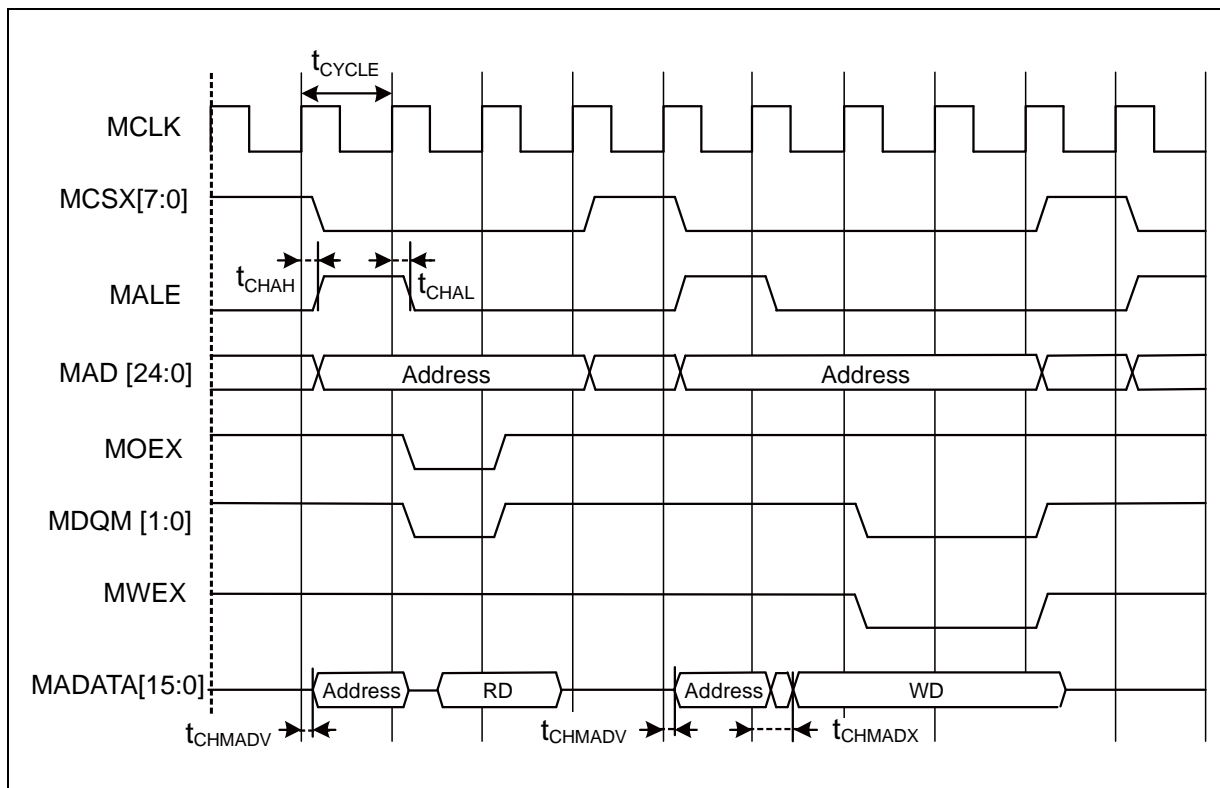 tCYCLE
MCLK
MCSX[7:0]
tCHAH
tCHAL
MALE
MAD [24:0]
Address
Address
MOEX
MDQM [1:0]
MWEX
MADATA[15:0]
Address
RD
Address
WD
tCHMADV
tCHMADV
tCHMADX